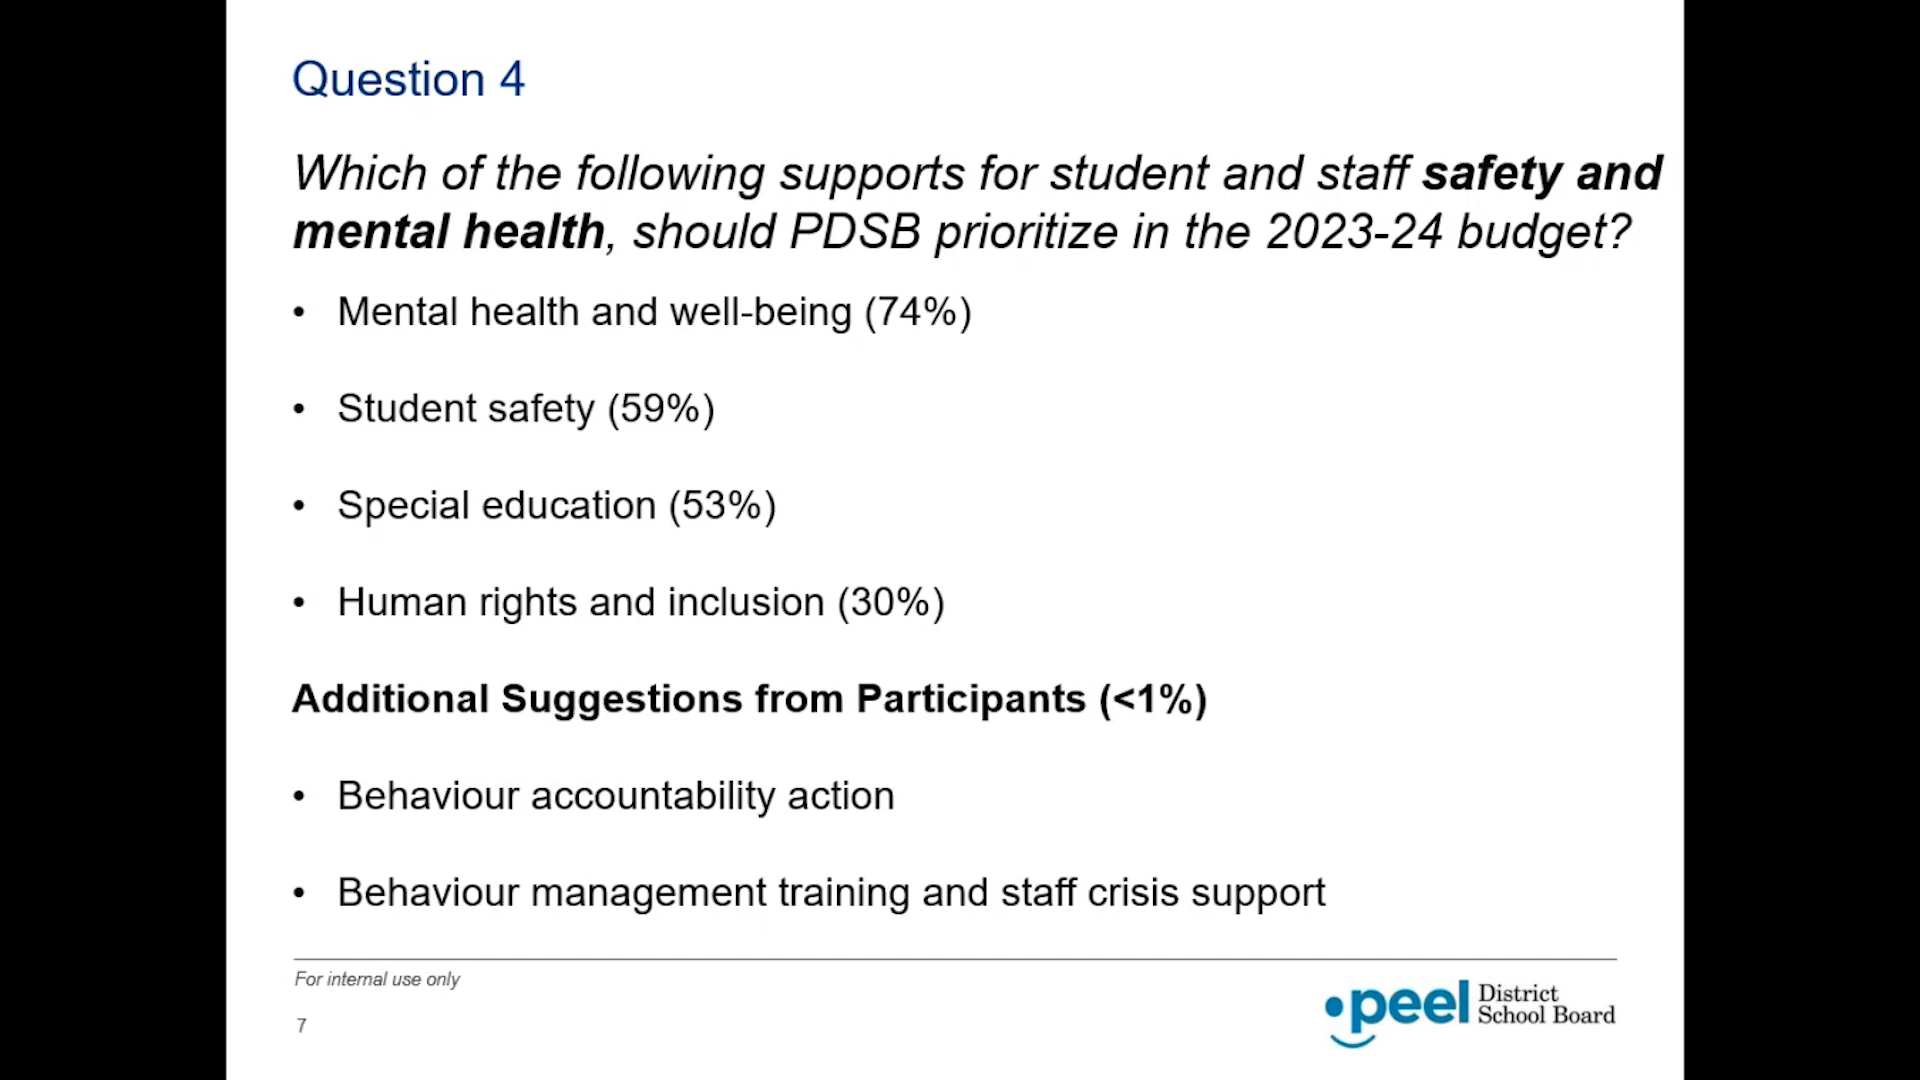 Question 4
Which of the following supports for student and staff safety and
mental health, should PDSB prioritize in the 2023-24 budget?
• Mental health and well-being (74%)
• Student safety (59%)
• Special education (53%)
• Human rights and inclusion (30%)
Additional Suggestions from Participants (<1%)
• Behaviour accountability action
• Behaviour management training and staff crisis support
For internal use only
7
peel District
School Board